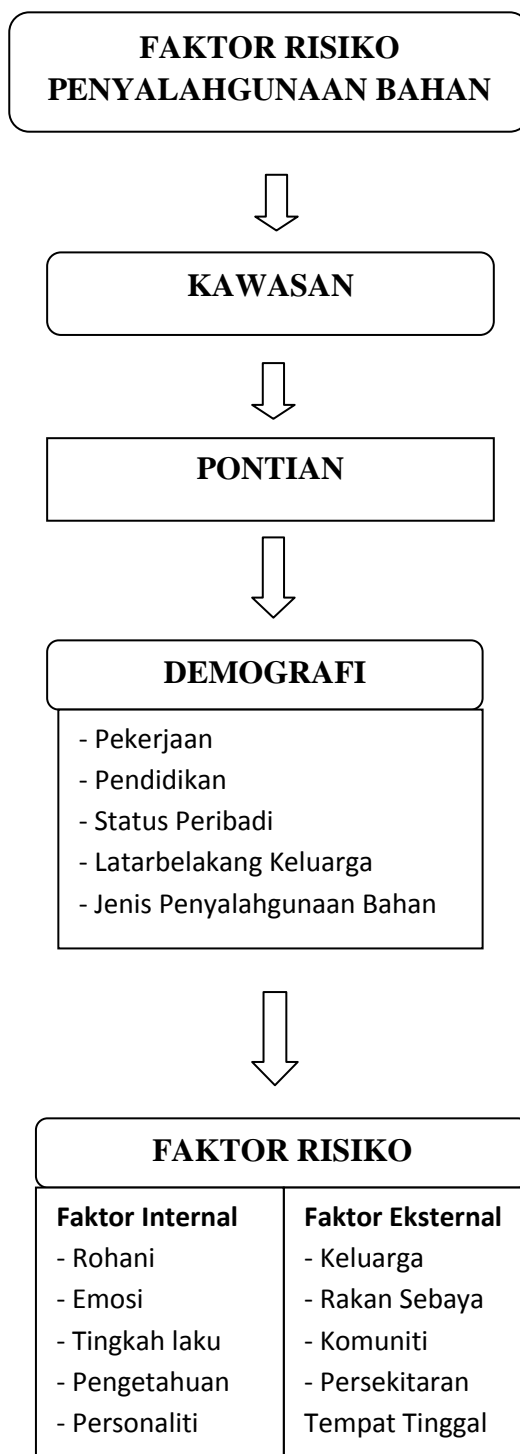 FAKTOR RISIKO
PENYALAHGUNAAN BAHAN
KAWASAN
PONTIAN
DEMOGRAFI
- Pekerjaan
- Pendidikan
- Status Peribadi
- Latarbelakang Keluarga
- Jenis Penyalahgunaan Bahan
FAKTOR RISIKO
Faktor Internal
- Rohani
- Emosi
- Tingkah laku
- Pengetahuan
- Personaliti
Faktor Eksternal
- Keluarga
- Rakan Sebaya
- Komuniti
- Persekitaran
Tempat Tinggal